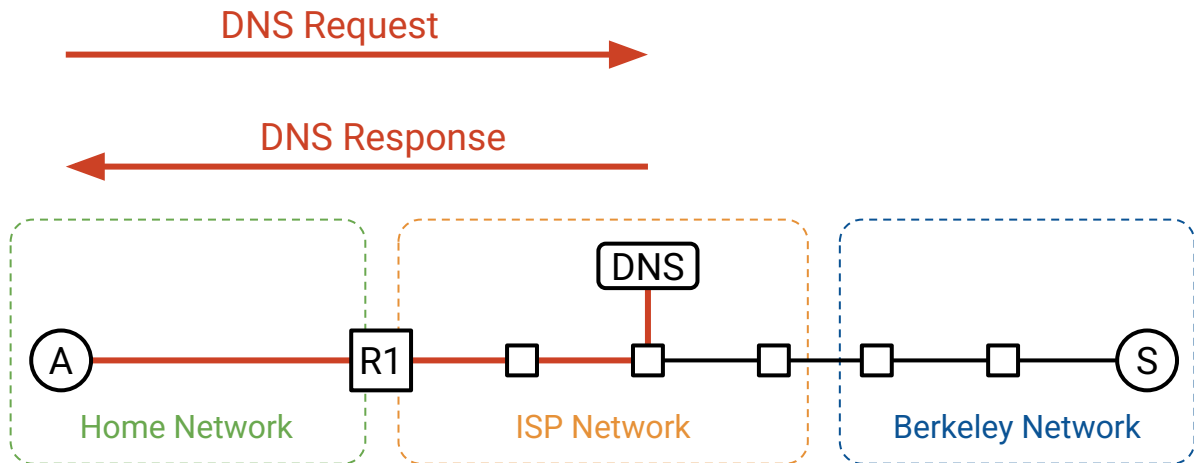 DNS Request
DNS Response
DNS
A
R1
S
Home Network
ISP Network
Berkeley Network